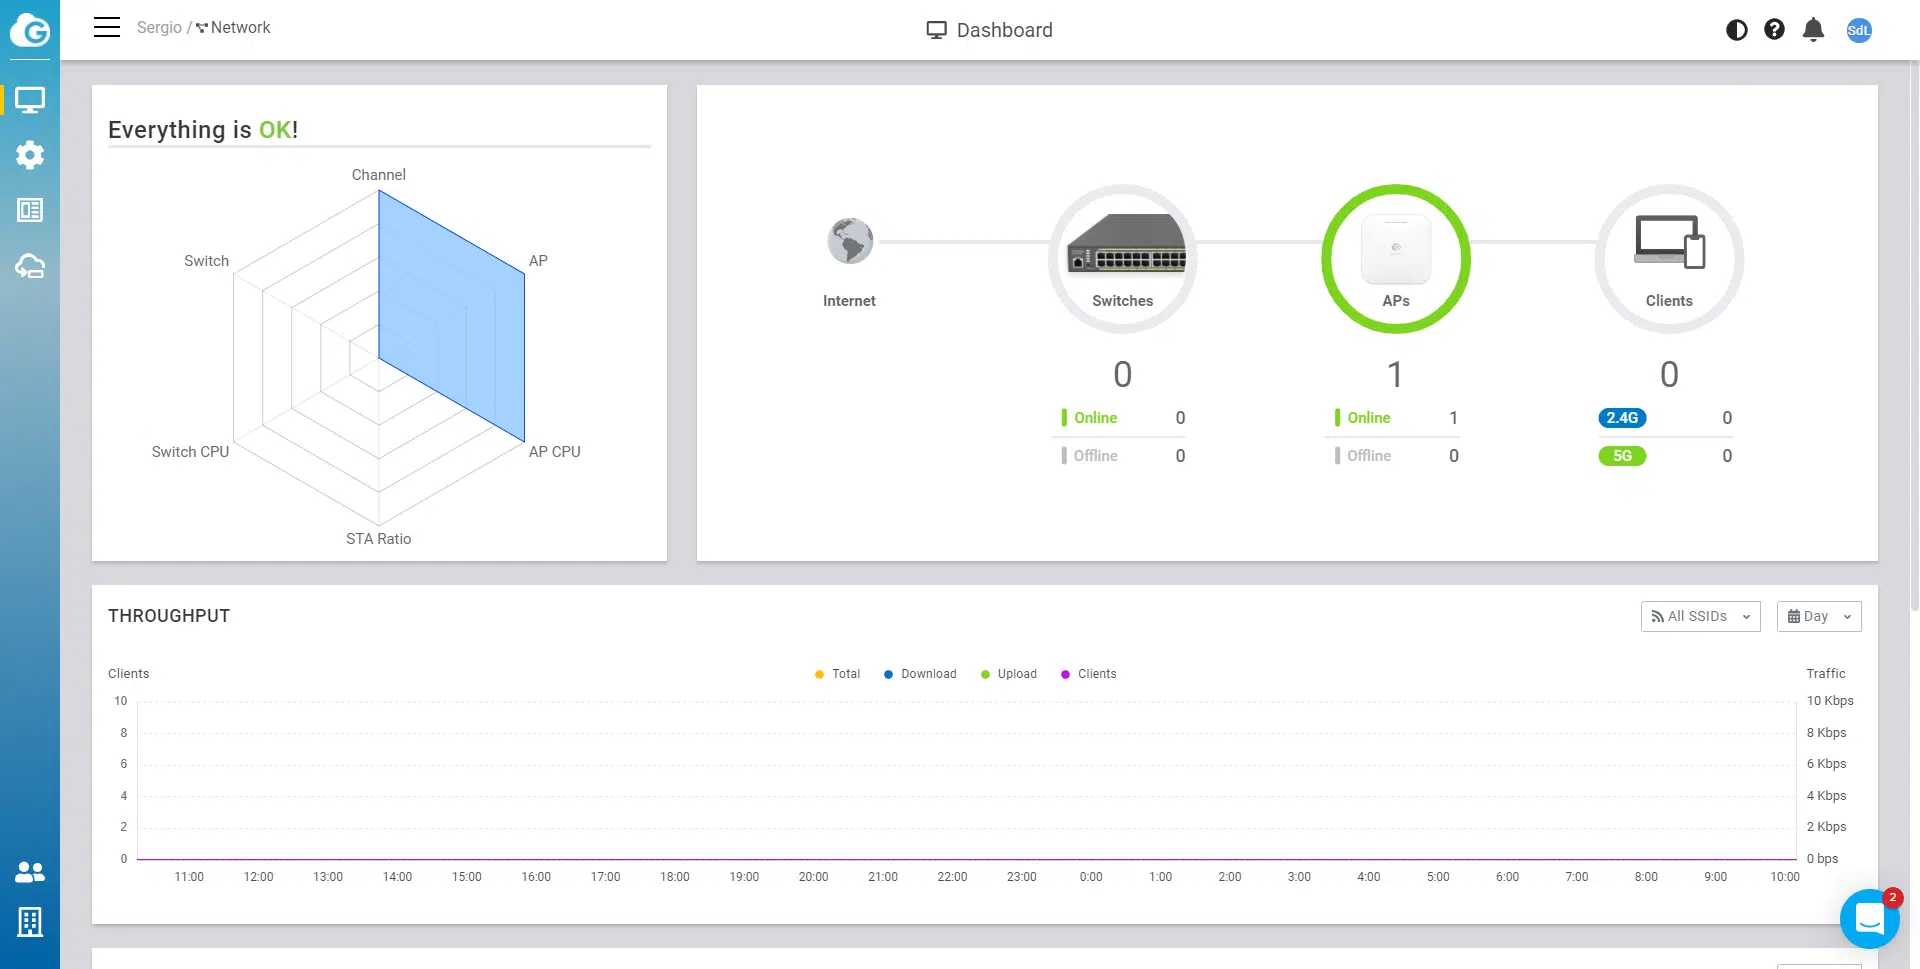 Sergio / Network
Dashboard
SdL
Everything is OK!
Channel
AP
AP CPU
STA Ratio
Switch CPU
Switch
Internet
Switches
0
Online 0
Offline 0
APs
1
Online 1
Offline 0
Clients
0
2.4G 0
5G 0
THROUGHPUT
All SSIDs
Day
Clients
Total Download Upload Clients
Traffic
10 10 Kbps
8 8 Kbps
6 6 Kbps
4 4 Kbps
2 2 Kbps
0 0 bps
11:00 12:00 13:00 14:00 15:00 16:00 17:00 18:00 19:00 20:00 21:00 22:00 23:00 0:00 1:00 2:00 3:00 4:00 5:00 6:00 7:00 8:00 9:00 10:00
2